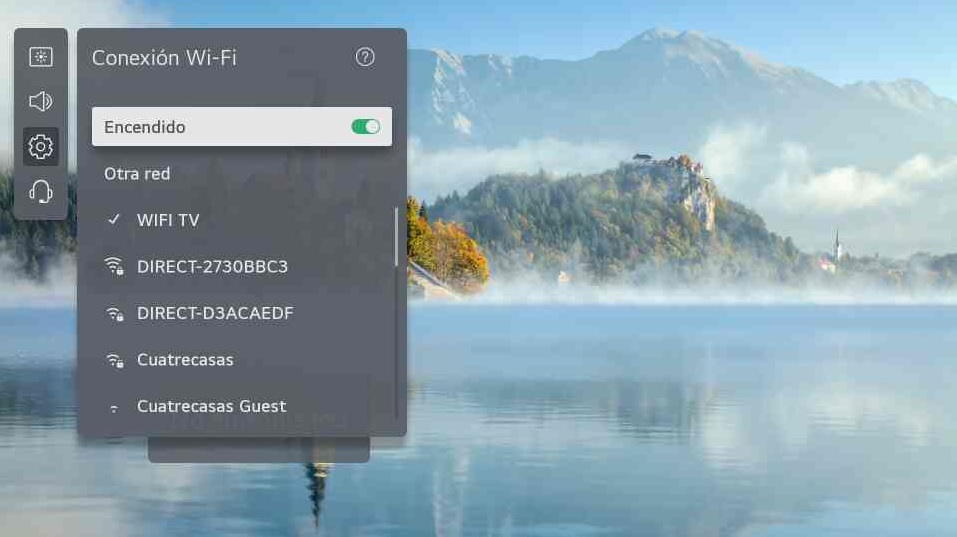 Conexión Wi-Fi
Encendido
Otra red
WIFI TV
DIRECT-2730BBC3
DIRECT-D3ACAEDF
Cuatrecasas
Cuatrecasas Guest